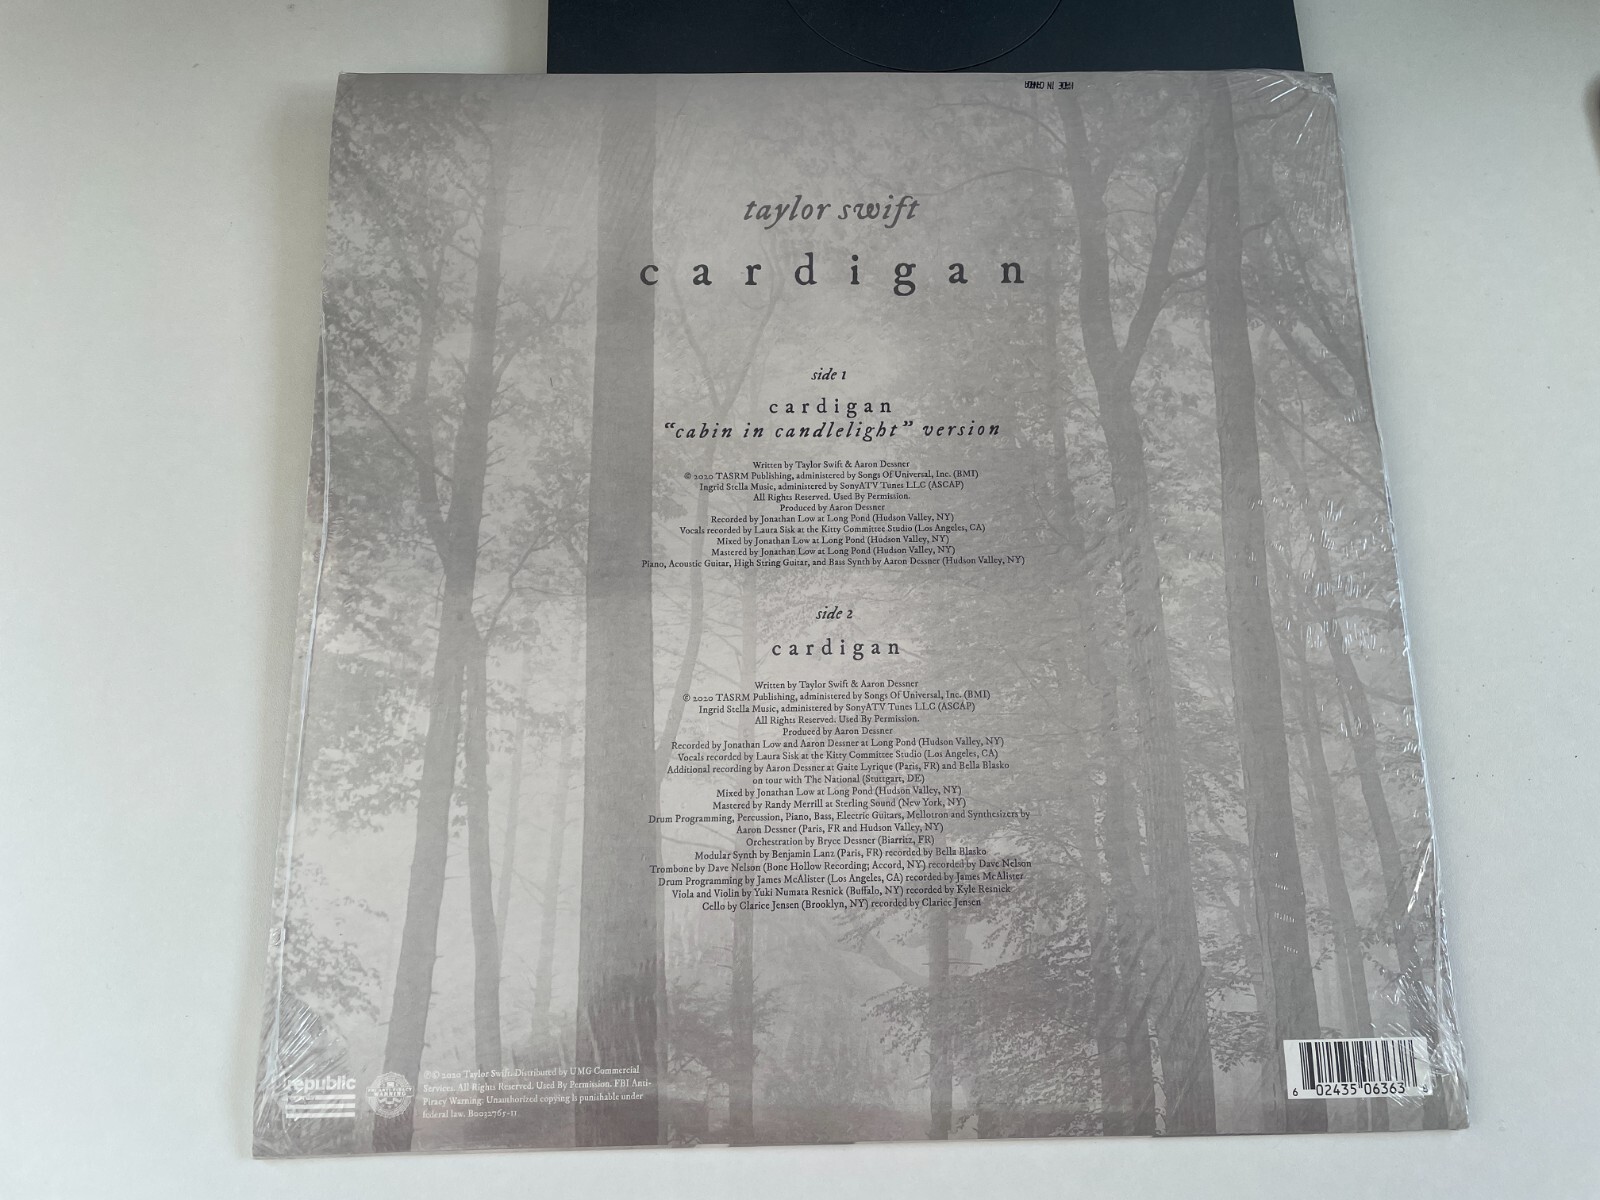 MADE IN CANADA
taylor swift
cardigan
side 1
cardigan
“cabin in candlelight” version
Written by Taylor Swift & Aaron Dessner
℗ 2020 TASRM Publishing, administered by Songs Of Universal, Inc. (BMI)
Ingrid Stella Music, administered by SonyATV Tunes LLC (ASCAP)
All Rights Reserved. Used By Permission.
Produced by Aaron Dessner
Recorded by Jonathan Low at Long Pond (Hudson Valley, NY)
Vocals recorded by Laura Sisk at the Kitty Committee Studio (Los Angeles, CA)
Mixed by Jonathan Low at Long Pond (Hudson Valley, NY)
Mastered by Jonathan Low at Long Pond (Hudson Valley, NY)
Piano, Acoustic Guitar, High String Guitar, and Bass Synth by Aaron Dessner (Hudson Valley, NY)
side 2
cardigan
Written by Taylor Swift & Aaron Dessner
℗ 2020 TASRM Publishing, administered by Songs Of Universal, Inc. (BMI)
Ingrid Stella Music, administered by SonyATV Tunes LLC (ASCAP)
All Rights Reserved. Used By Permission.
Produced by Aaron Dessner
Recorded by Jonathan Low and Aaron Dessner at Long Pond (Hudson Valley, NY)
Vocals recorded by Laura Sisk at the Kitty Committee Studio (Los Angeles, CA)
Additional recording by Aaron Dessner at Gaite Lyrique (Paris, FR) and Bella Blasko
on tour with The National (Stuttgart, DE)
Mixed by Jonathan Low at Long Pond (Hudson Valley, NY)
Mastered by Randy Merrill at Sterling Sound (New York, NY)
Drum Programming, Percussion, Piano, Bass, Electric Guitars, Mellotron and Synthesizers by
Aaron Dessner (Paris, FR and Hudson Valley, NY)
Orchestration by Bryce Dessner (Biarritz, FR)
Modular Synth by Benjamin Lanz (Paris, FR) recorded by Bella Blasko
Trombone by Dave Nelson (Bone Hollow Recording; Accord, NY) recorded by Dave Nelson
Drum Programming by James McAlister (Los Angeles, CA) recorded by James McAlister
Viola and Violin by Yuki Numata Resnick (Buffalo, NY) recorded by Kyle Resnick
Cello by Clarice Jensen (Brooklyn, NY) recorded by Clarice Jensen
republic
WARNING
℗© 2020 Taylor Swift. Distributed by UMG Commercial
Services. All Rights Reserved. Used By Permission. FBI Anti-
Piracy Warning: Unauthorized copying is punishable under
federal law. B0032765-11
6 02435 06363 8